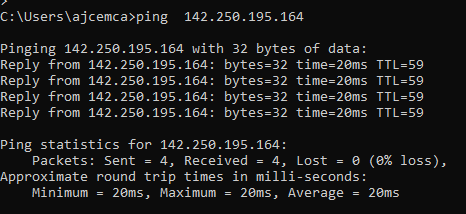 C:\Users\ajcemca>ping  142.250.195.164
Pinging 142.250.195.164 with 32 bytes of data:
Reply from 142.250.195.164: bytes=32 time=20ms TTL=59
Reply from 142.250.195.164: bytes=32 time=20ms TTL=59
Reply from 142.250.195.164: bytes=32 time=20ms TTL=59
Reply from 142.250.195.164: bytes=32 time=20ms TTL=59
Ping statistics for 142.250.195.164:
    Packets: Sent = 4, Received = 4, Lost = 0 (0% loss),
Approximate round trip times in milli-seconds:
    Minimum = 20ms, Maximum = 20ms, Average = 20ms